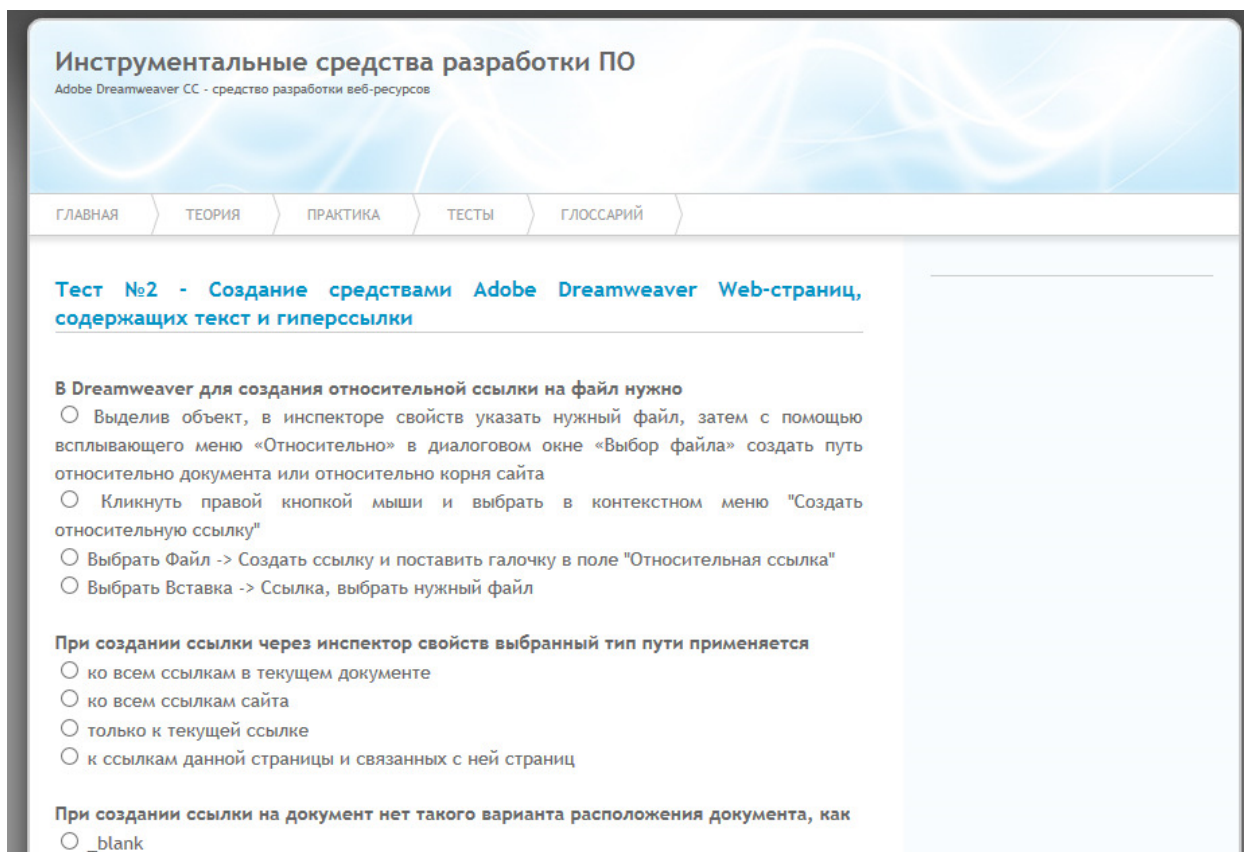 Инструментальные средства разработки ПО
Adobe Dreamweaver CC - средство разработки веб-ресурсов
ГЛАВНАЯ ТЕОРИЯ ПРАКТИКА ТЕСТЫ ГЛОССАРИЙ
Тест №2 - Создание средствами Adobe Dreamweaver Web-страниц,
содержащих текст и гиперссылки
В Dreamweaver для создания относительной ссылки на файл нужно
Выделив объект, в инспекторе свойств указать нужный файл, затем с помощью
всплывающего меню «Относительно» в диалоговом окне «Выбор файла» создать путь
относительно документа или относительно корня сайта
Кликнуть правой кнопкой мыши и выбрать в контекстном меню "Создать
относительную ссылку"
Выбрать Файл -> Создать ссылку и поставить галочку в поле "Относительная ссылка"
Выбрать Вставка -> Ссылка, выбрать нужный файл
При создании ссылки через инспектор свойств выбранный тип пути применяется
ко всем ссылкам в текущем документе
ко всем ссылкам сайта
только к текущей ссылке
к ссылкам данной страницы и связанных с ней страниц
При создании ссылки на документ нет такого варианта расположения документа, как
_blank